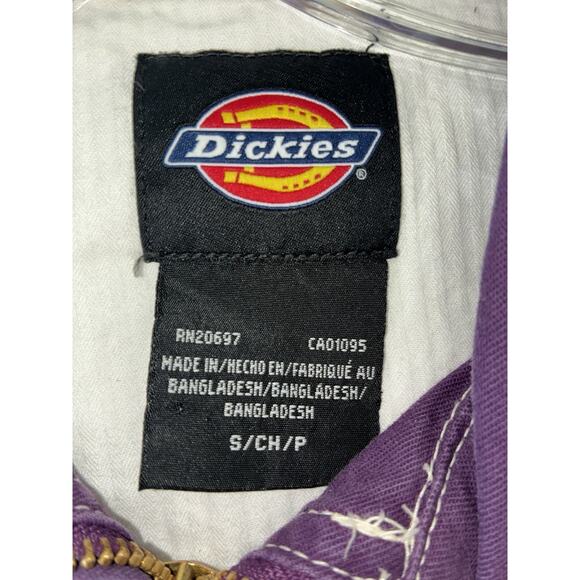 Dickies
®
RN20697 CA01095
MADE IN/HECHO EN/FABRIQUÉ AU
BANGLADESH/BANGLADESH/
BANGLADESH
S/CH/P